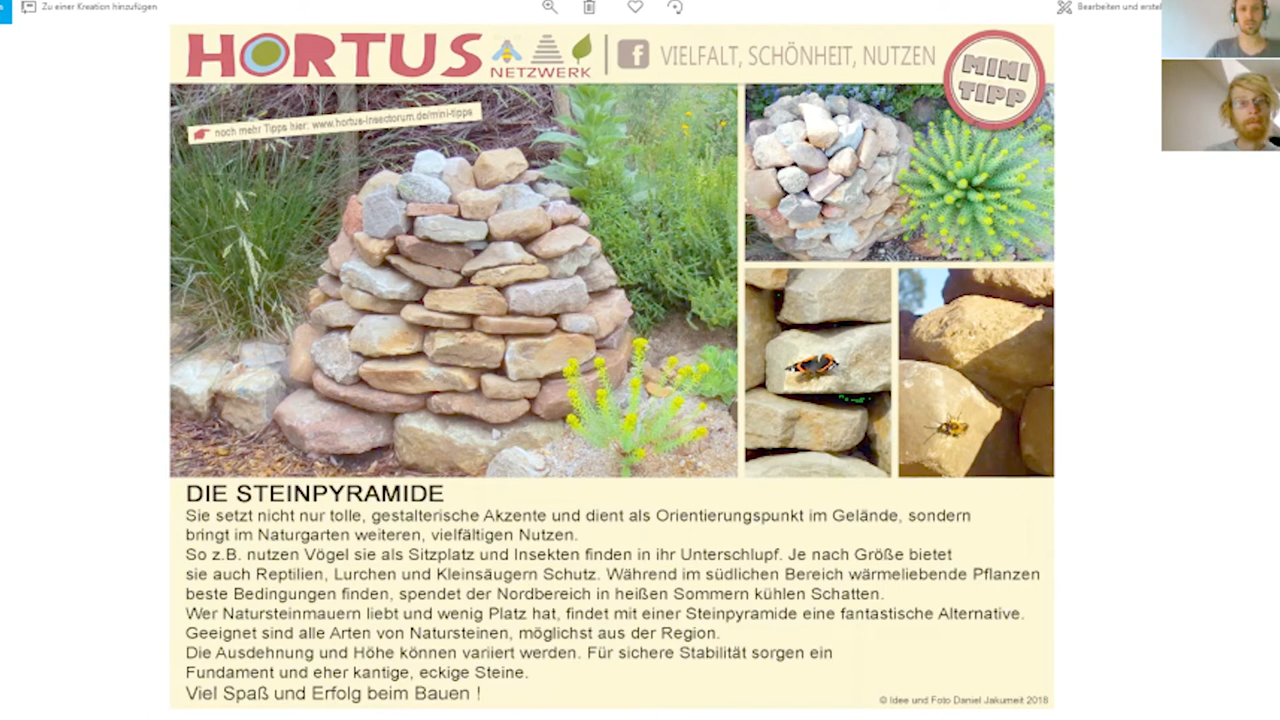 Zu einer Kreation hinzufügen
Bearbeiten und erstel
HORTUS
NETZWERK
f
VIELFALT, SCHÖNHEIT, NUTZEN
MINI
TIPP
noch mehr Tipps hier: www.hortus-insectorum.de/mini-tipps
DIE STEINPYRAMIDE
Sie setzt nicht nur tolle, gestalterische Akzente und dient als Orientierungspunkt im Gelände, sondern
bringt im Naturgarten weiteren, vielfältigen Nutzen.
So z.B. nutzen Vögel sie als Sitzplatz und Insekten finden in ihr Unterschlupf. Je nach Größe bietet
sie auch Reptilien, Lurchen und Kleinsäugern Schutz. Während im südlichen Bereich wärmeliebende Pflanzen
beste Bedingungen finden, spendet der Nordbereich in heißen Sommern kühlen Schatten.
Wer Natursteinmauern liebt und wenig Platz hat, findet mit einer Steinpyramide eine fantastische Alternative.
Geeignet sind alle Arten von Natursteinen, möglichst aus der Region.
Die Ausdehnung und Höhe können variiert werden. Für sichere Stabilität sorgen ein
Fundament und eher kantige, eckige Steine.
Viel Spaß und Erfolg beim Bauen !
© Idee und Foto Daniel Jakumeit 2018